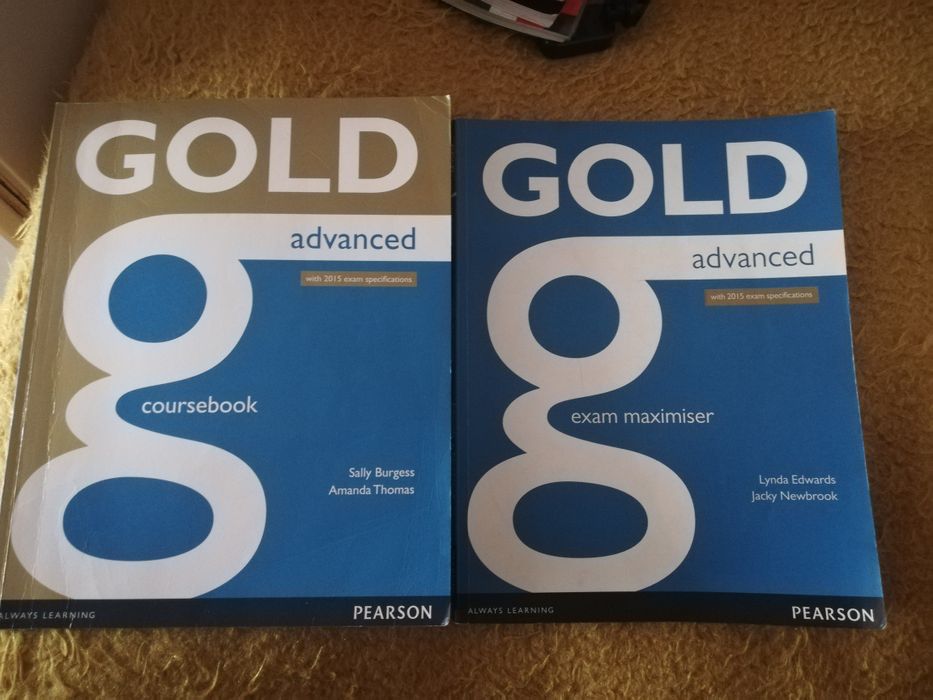 GOLD
advanced
with 2015 exam specifications
coursebook
Sally Burgess
Amanda Thomas
ALWAYS LEARNING
PEARSON
GOLD
advanced
with 2015 exam specifications
exam maximiser
Lynda Edwards
Jacky Newbrook
ALWAYS LEARNING
PEARSON